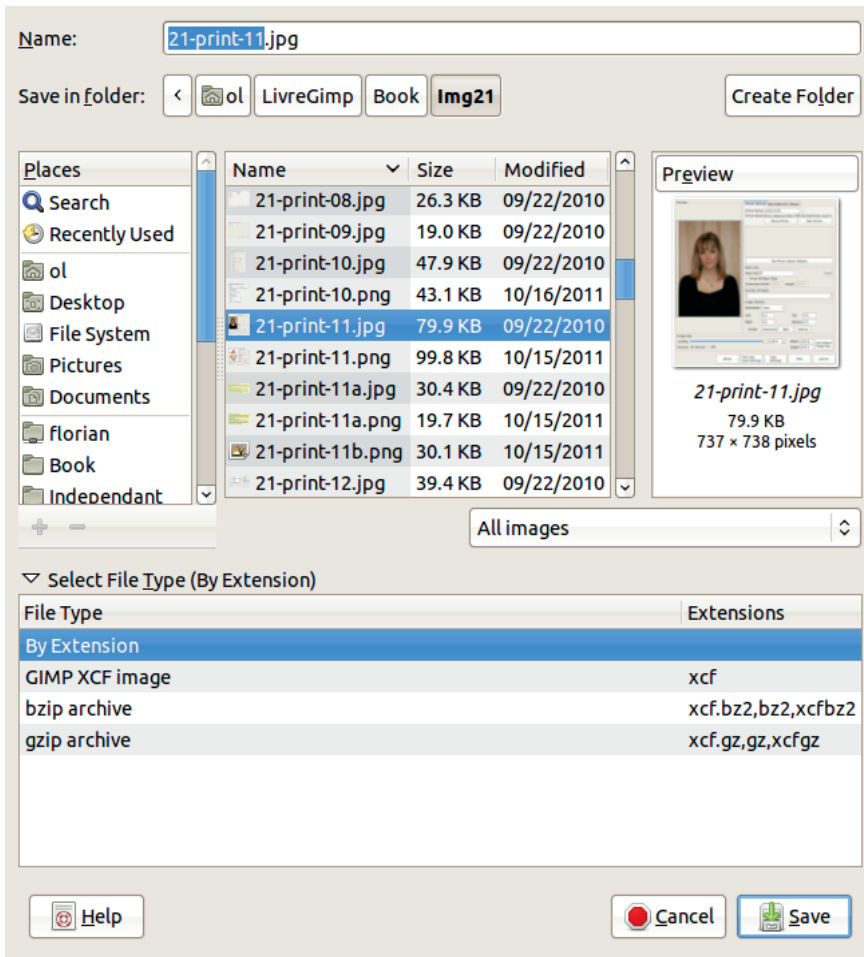 Name: 21-print-11.jpg
Save in folder: < ol LivreGimp Book Img21 Create Folder
Places
Search
Recently Used
ol
Desktop
File System
Pictures
Documents
florian
Book
Independant
Name Size Modified
21-print-08.jpg 26.3 KB 09/22/2010
21-print-09.jpg 19.0 KB 09/22/2010
21-print-10.jpg 47.9 KB 09/22/2010
21-print-10.png 43.1 KB 10/16/2011
21-print-11.jpg 79.9 KB 09/22/2010
21-print-11.png 99.8 KB 10/15/2011
21-print-11a.jpg 30.4 KB 09/22/2010
21-print-11a.png 19.7 KB 10/15/2011
21-print-11b.png 30.1 KB 10/15/2011
21-print-12.jpg 39.4 KB 09/22/2010
Preview
21-print-11.jpg
79.9 KB
737 × 738 pixels
All images
Select File Type (By Extension)
File Type Extensions
By Extension
GIMP XCF image xcf
bzip archive xcf.bz2,bz2,xcfbz2
gzip archive xcf.gz,gz,xcfgz
Help Cancel Save